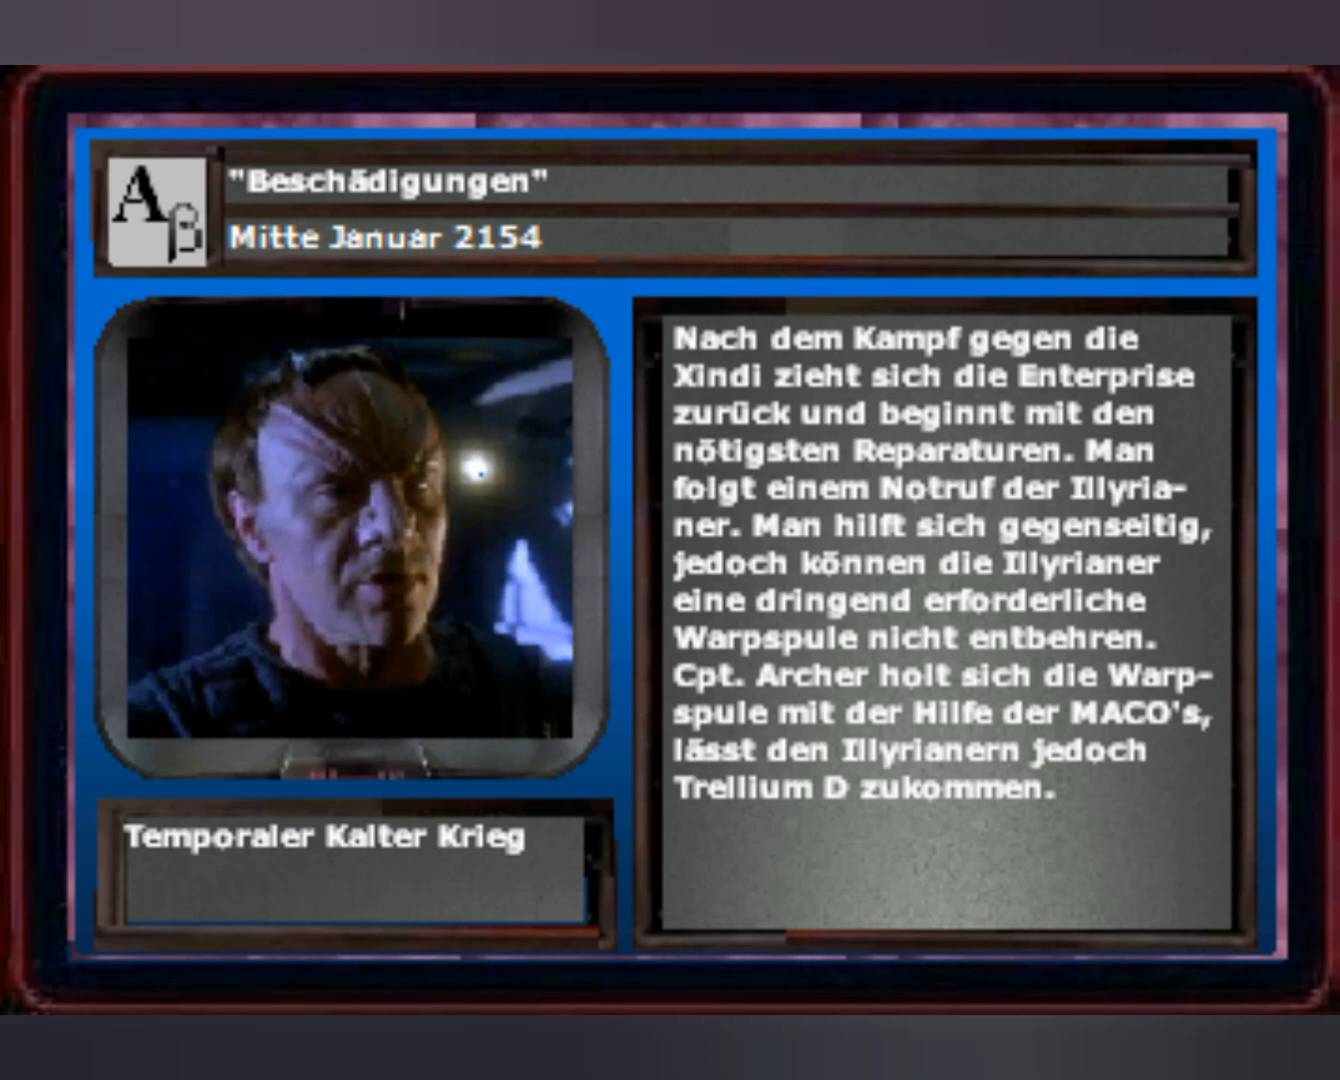 A
B
"Beschädigungen"
Mitte Januar 2154
Nach dem Kampf gegen die
Xindi zieht sich die Enterprise
zurück und beginnt mit den
nötigsten Reparaturen. Man
folgt einem Notruf der Illyria-
ner. Man hilft sich gegenseitig,
jedoch können die Illyrianer
eine dringend erforderliche
Warpspule nicht entbehren.
Cpt. Archer holt sich die Warp-
spule mit der Hilfe der MACO's,
lässt den Illyrianern jedoch
Trellium D zukommen.
Temporaler Kalter Krieg